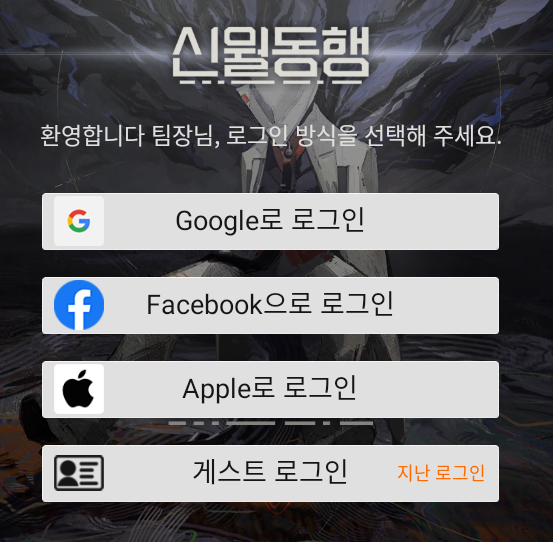 신월동행
환영합니다 팀장님, 로그인 방식을 선택해 주세요.
Google로 로그인
Facebook으로 로그인
Apple로 로그인
게스트 로그인 지난 로그인